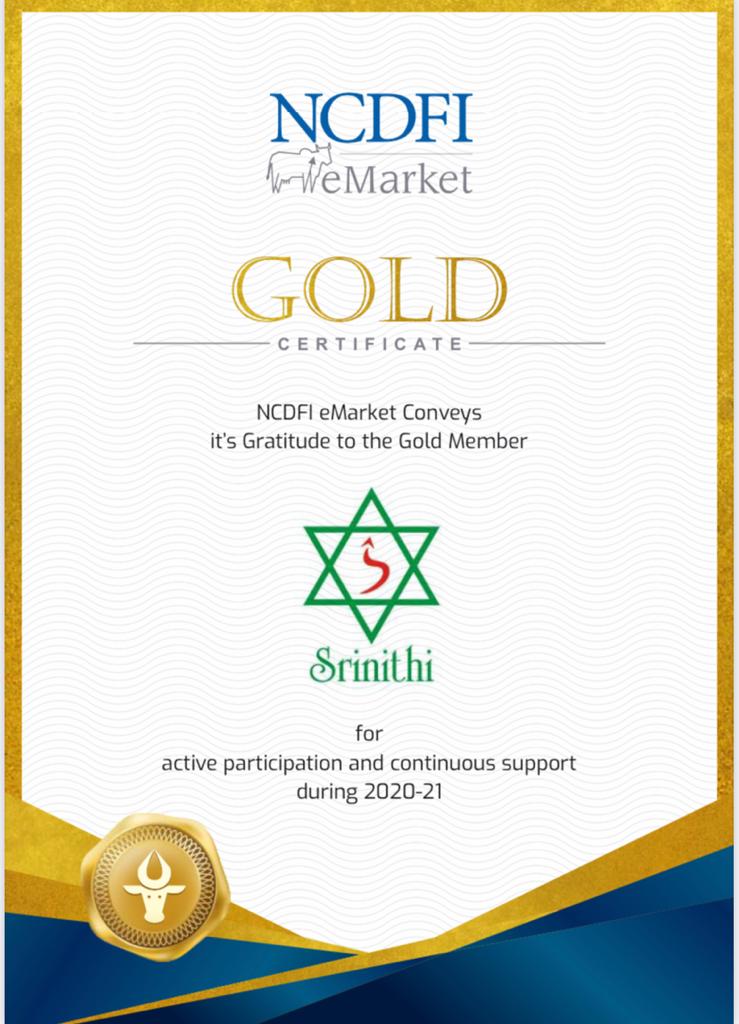 NCDFI
eMarket
GOLD
CERTIFICATE
NCDFI eMarket Conveys
it's Gratitude to the Gold Member
Srinithi
for
active participation and continuous support
during 2020-21